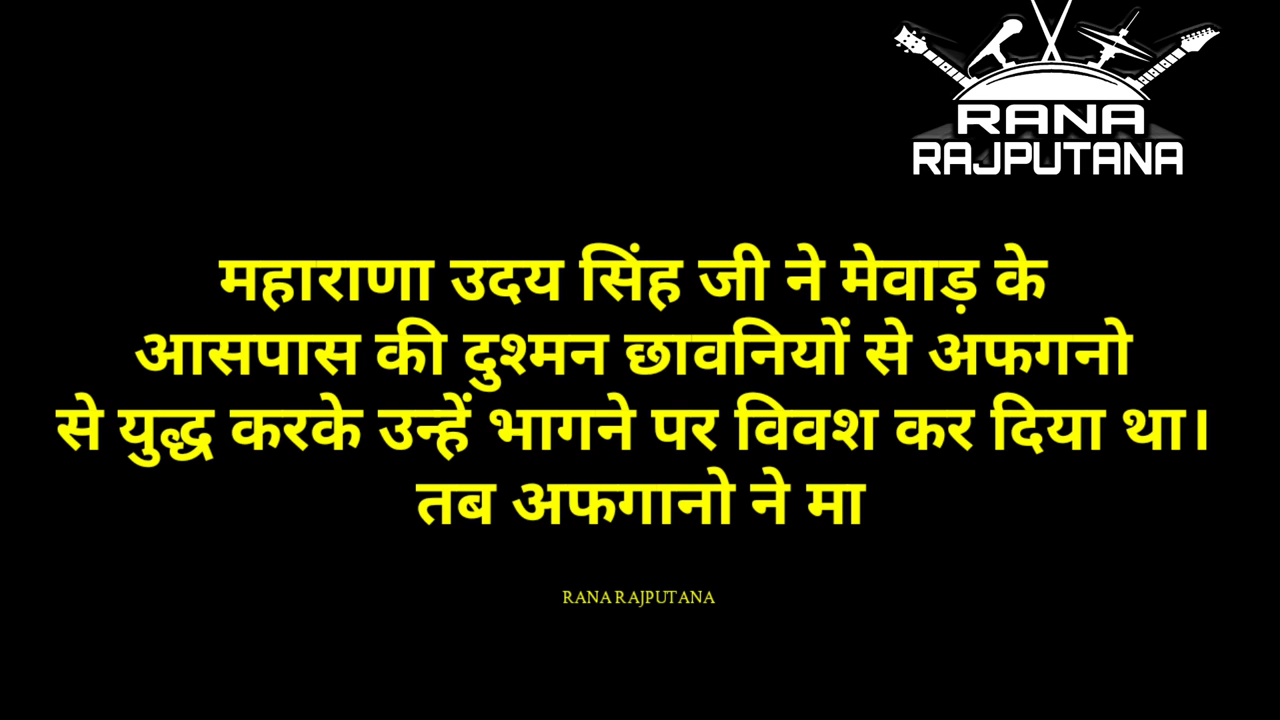 RANA
RAJPUTANA
महाराणा उदय सिंह जी ने मेवाड़ के
आसपास की दुश्मन छावनियों से अफगनो
से युद्ध करके उन्हें भागने पर विवश कर दिया था।
तब अफगानो ने मा
RANA RAJPUTANA